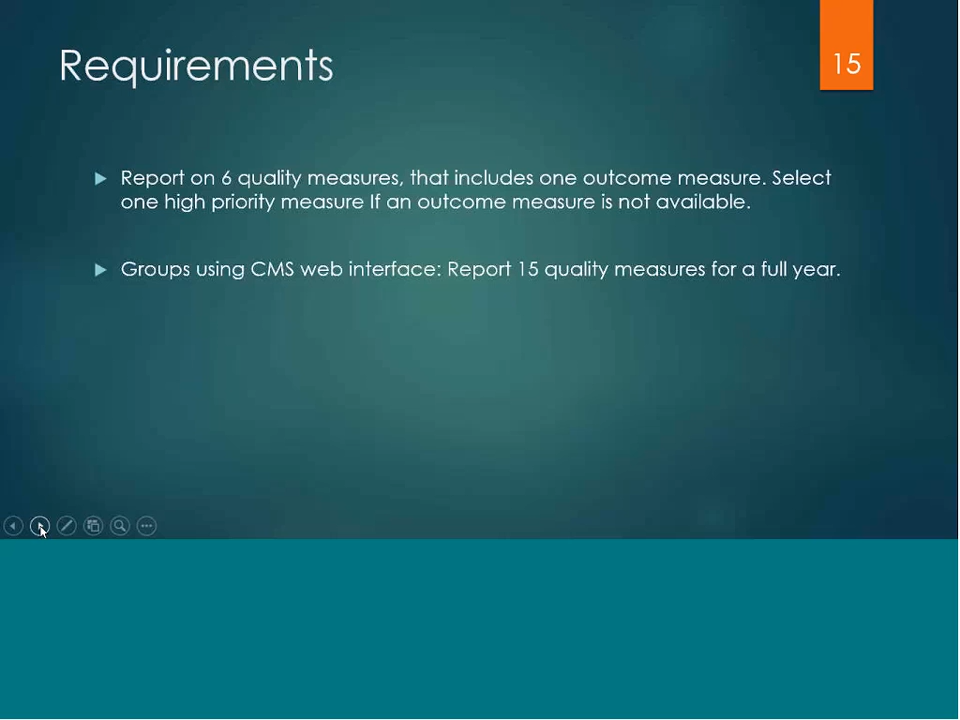 Requirements
15
Report on 6 quality measures, that includes one outcome measure. Select
one high priority measure If an outcome measure is not available.
Groups using CMS web interface: Report 15 quality measures for a full year.